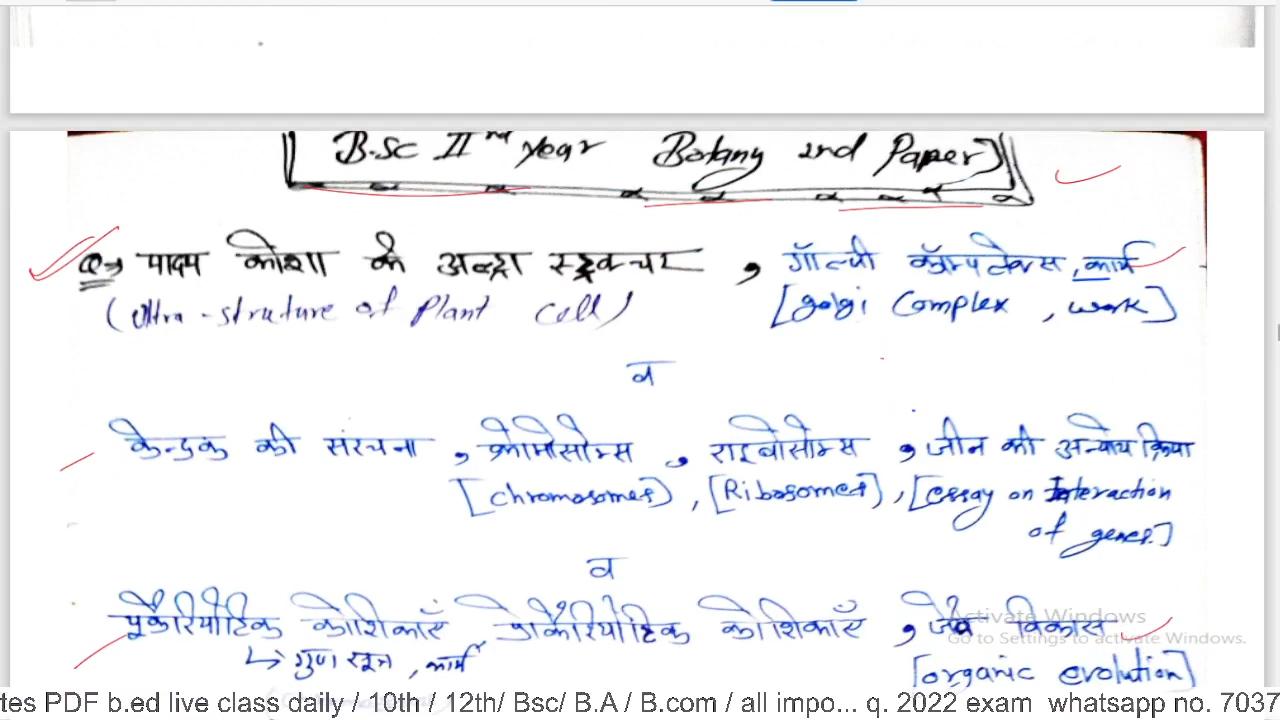 B.Sc IInd year Botany 2nd Paper]
Q→ पादप कोशा के अल्ट्रा स्ट्रक्चर , गॉल्जी कॉम्पलेक्स, कार्य
(Ultra-struture of Plant Cell) [golgi Complex , work]
व
केन्द्रक की संरचना , क्रोमोसोम्स , राइबोसोम्स , जीन की अन्योय क्रिया
[chromosomes) , [Ribosomes) , [essay on Interaction
of genes]
व
यूकैरियोटिक कोशिकाएँ प्रोकैरियोटिक कोशिकाएँ , जैव विकास
↳ गुण सूत्र , कार्य
[organic evolution]
Activate Windows
Go to Settings to activate Windows.
tes PDF b.ed live class daily / 10th / 12th/ Bsc/ B.A / B.com / all impo... q. 2022 exam whatsapp no. 7037